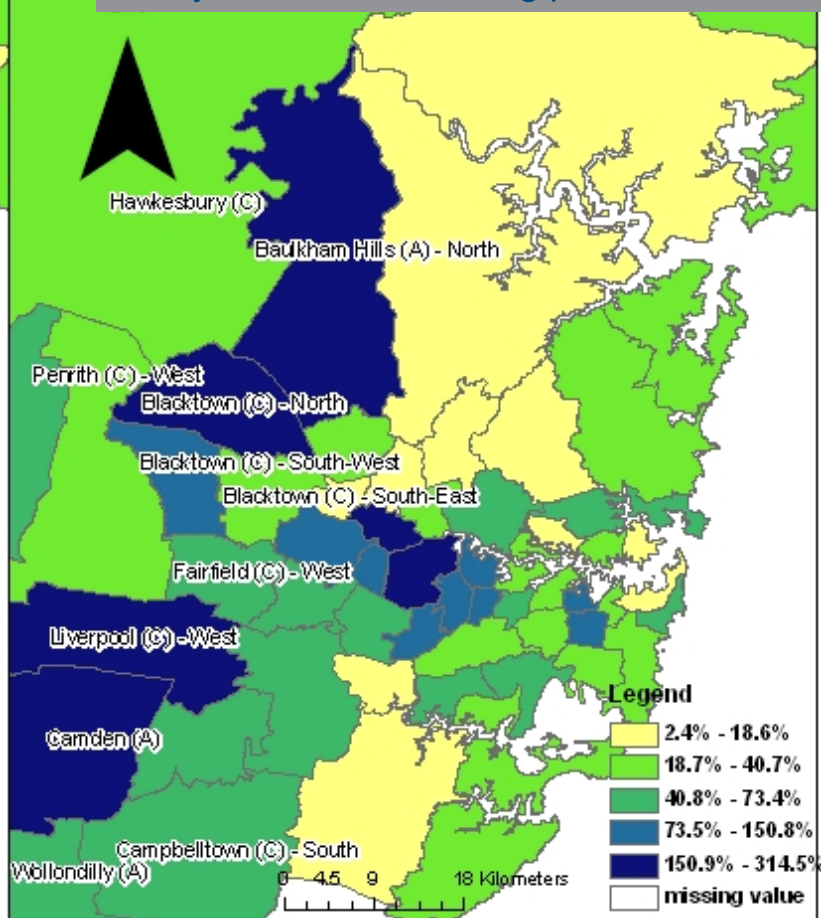 Hawkesbury (C)
Baulkham Hills (A) - North
Penrith (C) - West
Blacktown (C) - North
Blacktown (C) - South-West
Blacktown (C) - South-East
Fairfield (C) - West
Liverpool (C) - West
Camden (A)
Campbelltown (C) - South
Wollondilly (A)
0 4.5 9 18 Kilometers
Legend
2.4% - 18.6%
18.7% - 40.7%
40.8% - 73.4%
73.5% - 150.8%
150.9% - 314.5%
missing value